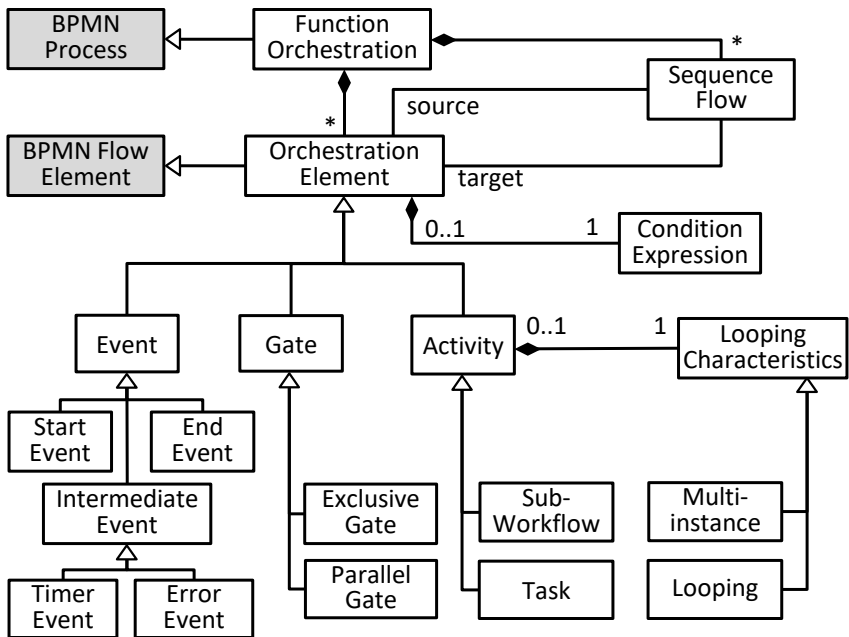 BPMN
Process
Function
Orchestration
*
*
Sequence
Flow
source
BPMN Flow
Element
Orchestration
Element
target
0..1
1
Condition
Expression
Event
Gate
Activity
0..1
1
Looping
Characteristics
Start
Event
End
Event
Intermediate
Event
Exclusive
Gate
Sub-
Workflow
Multi-
instance
Timer
Event
Error
Event
Parallel
Gate
Task
Looping